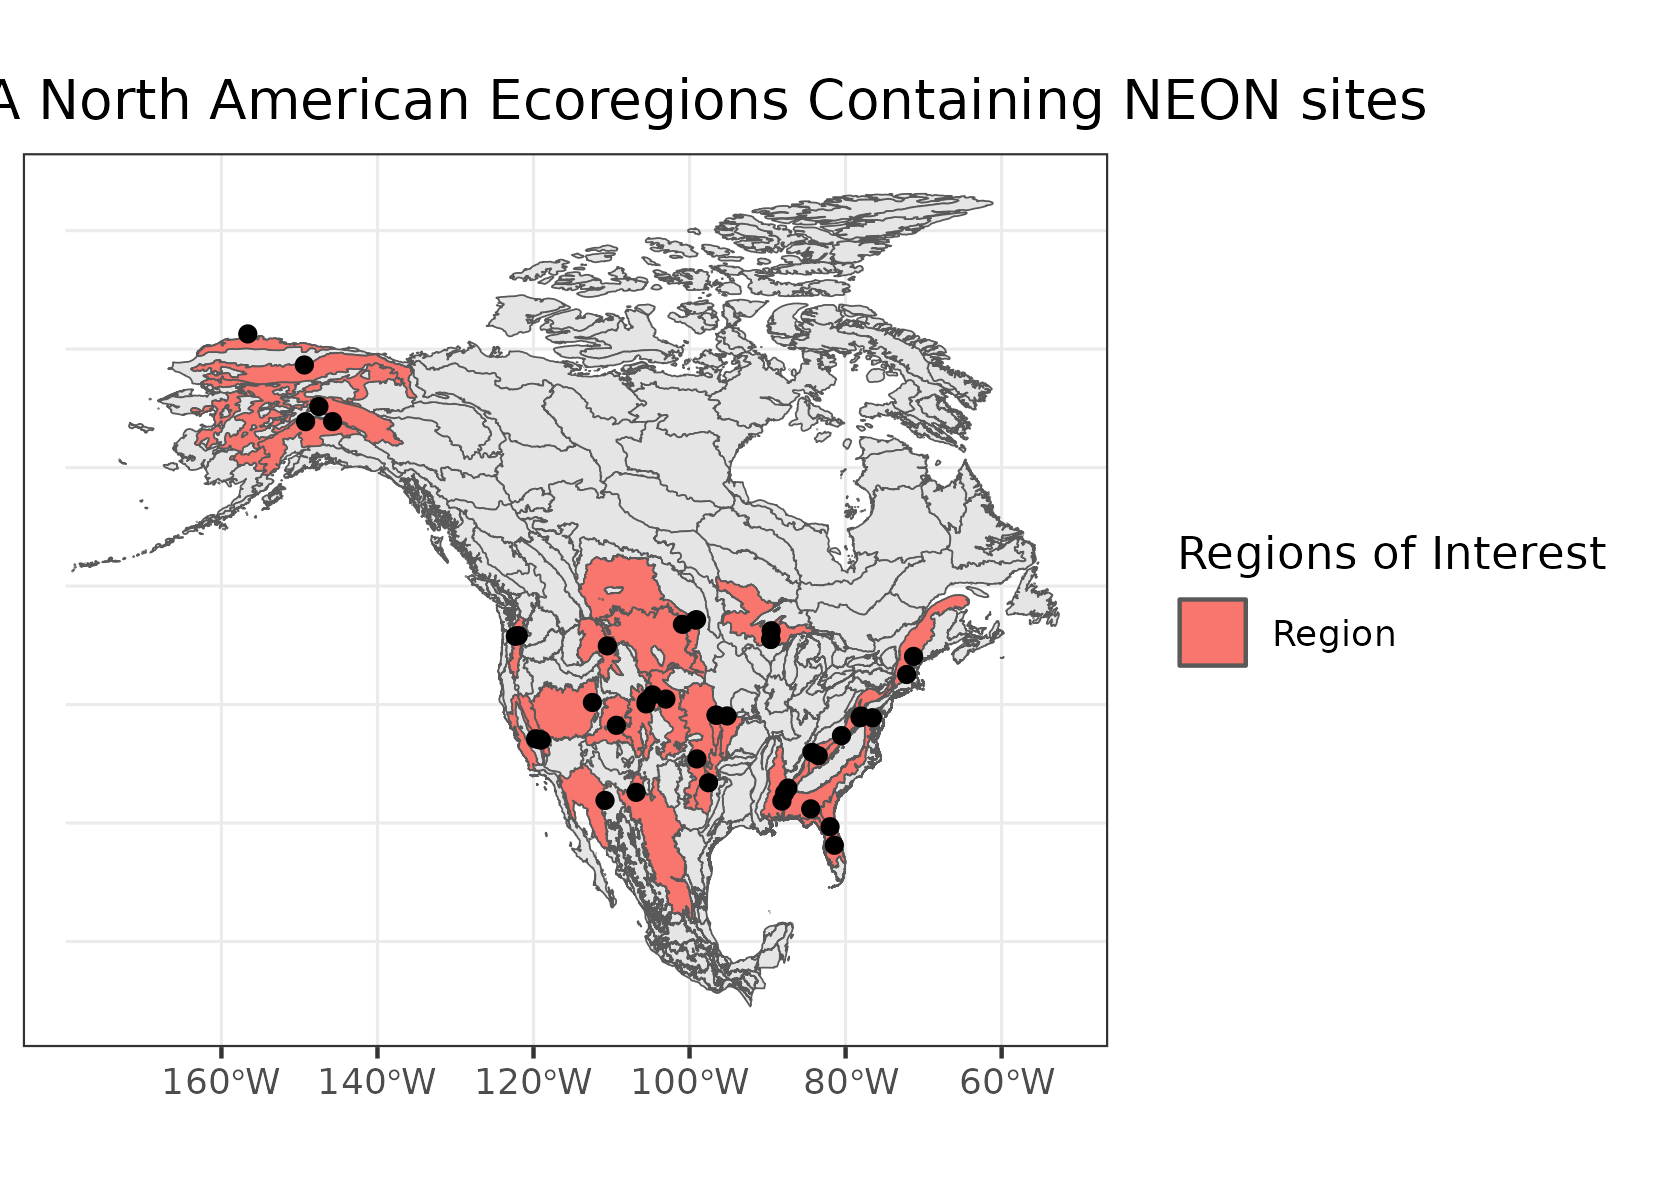 A North American Ecoregions Containing NEON sites
Regions of Interest
Region
160°W 140°W 120°W 100°W 80°W 60°W